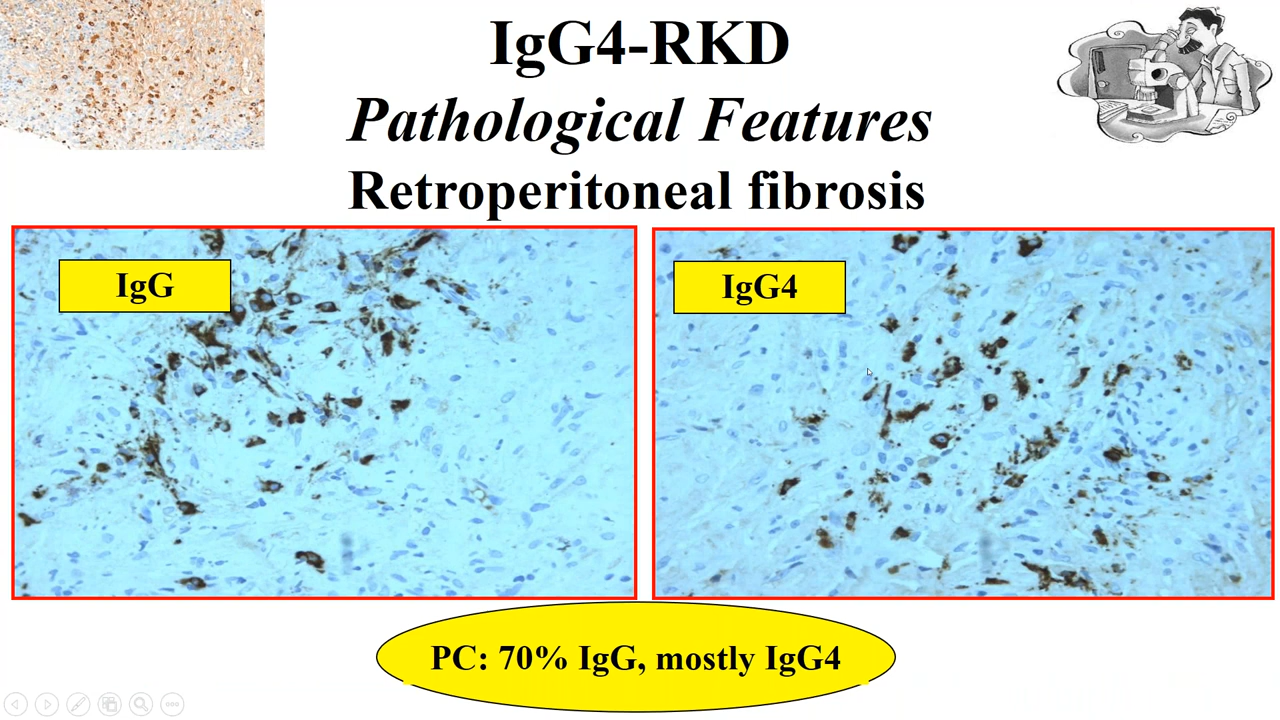 IgG4-RKD
Pathological Features
Retroperitoneal fibrosis
IgG
IgG4
PC: 70% IgG, mostly IgG4